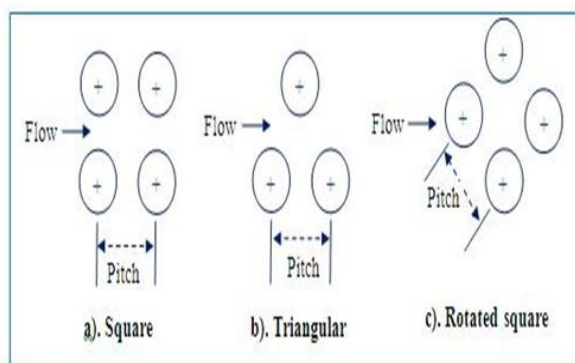 Flow
Pitch
a). Square
Flow
Pitch
b). Triangular
Flow
Pitch
c). Rotated square